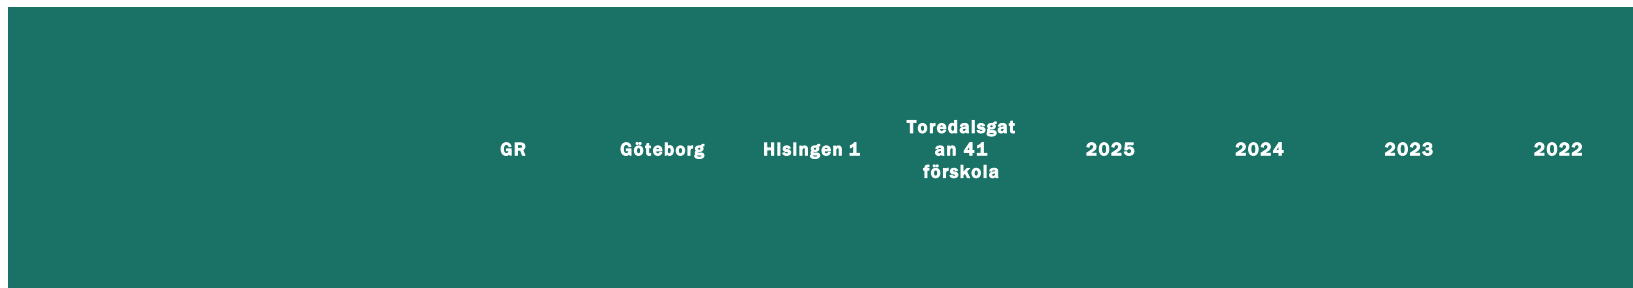 GR
Göteborg
Hisingen 1
Toredalsgat
an 41
förskola
2025
2024
2023
2022